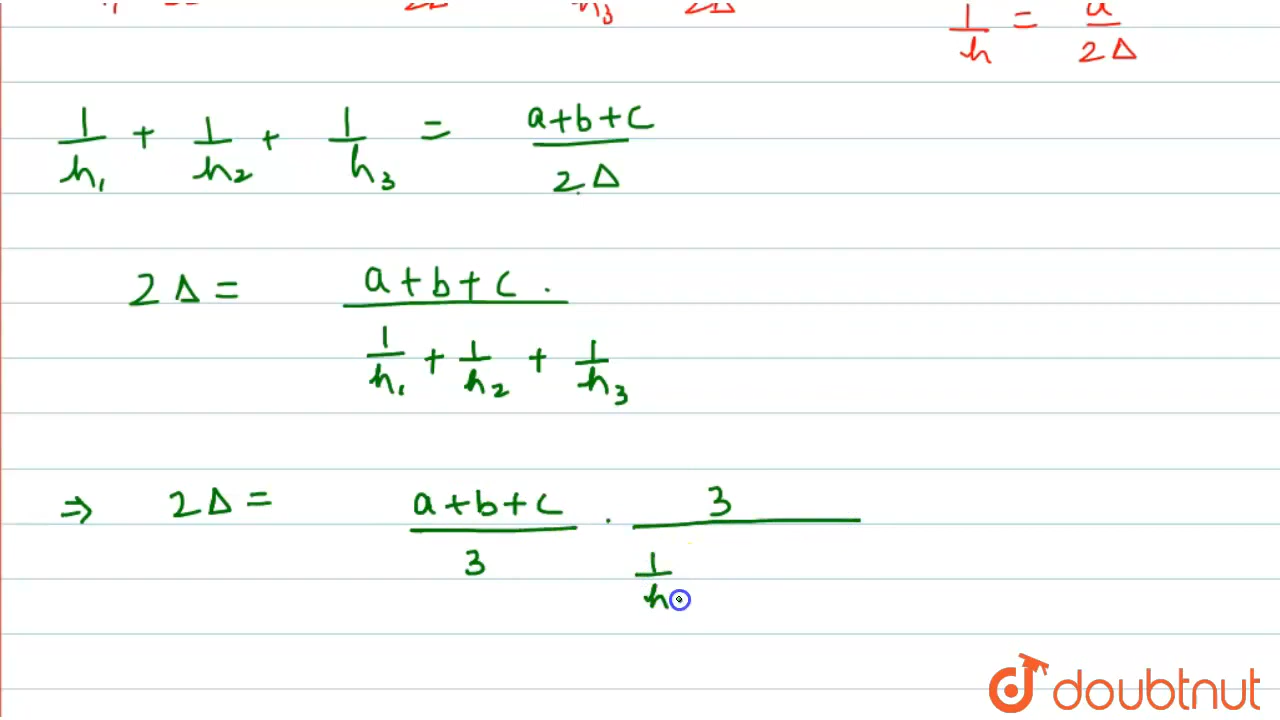 1/h = a/2Δ
1/h₁ + 1/h₂ + 1/h₃ = a+b+c/2Δ
2Δ = a+b+c . / 1/h₁ + 1/h₂ + 1/h₃
⇒ 2Δ = a+b+c/3 . 3/ 1/h
doubtnut